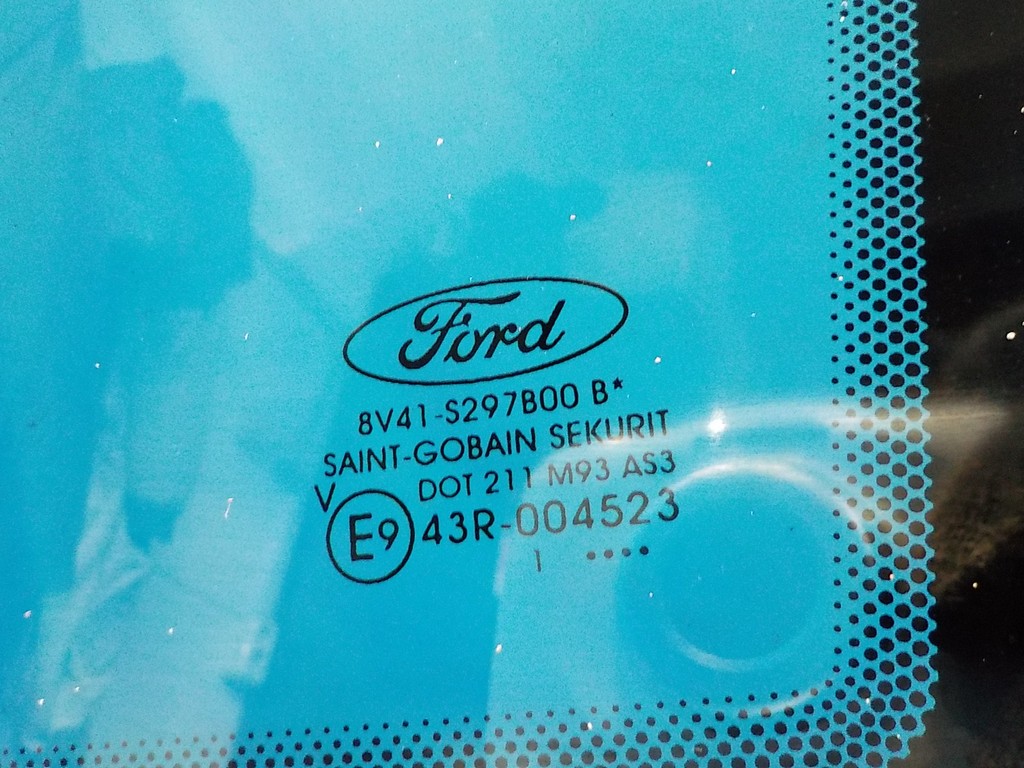 Ford
8V41-S297B00 B*
SAINT-GOBAIN SEKURIT
DOT 211 M93 AS3
V
E9 43R-004523
1 ••••